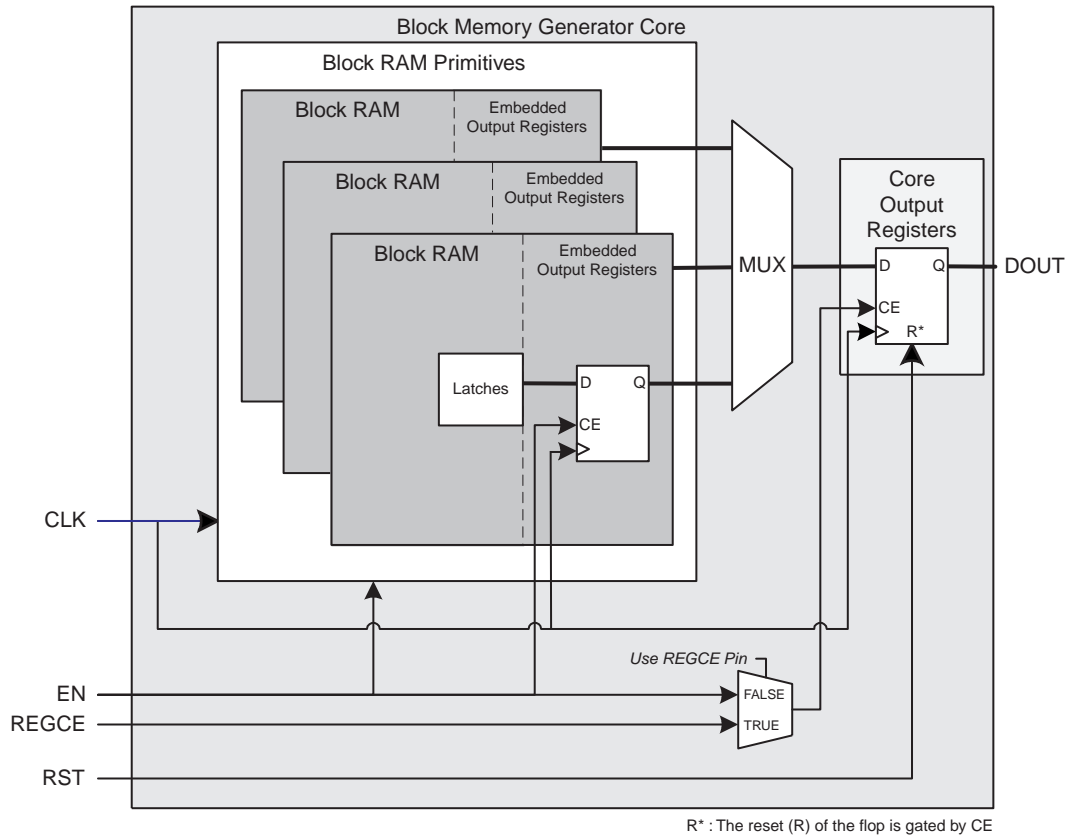 Block Memory Generator Core
Block RAM Primitives
Block RAM
Embedded
Output Registers
Block RAM
Embedded
Output Registers
Block RAM
Embedded
Output Registers
Latches
D
Q
CE
MUX
Core
Output
Registers
D
Q
CE
R*
DOUT
CLK
Use REGCE Pin
EN
FALSE
REGCE
TRUE
RST
R* : The reset (R) of the flop is gated by CE